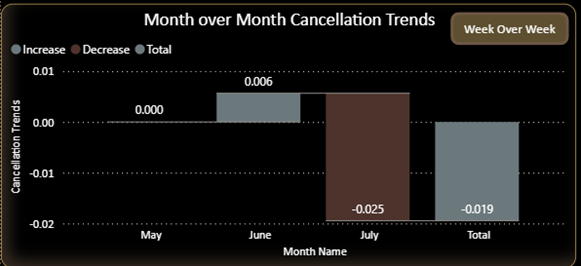 Month over Month Cancellation Trends
Week Over Week
Increase Decrease Total
0.01
0.00
-0.01
-0.02
Cancellation Trends
0.000
0.006
-0.025
-0.019
May June July Total
Month Name